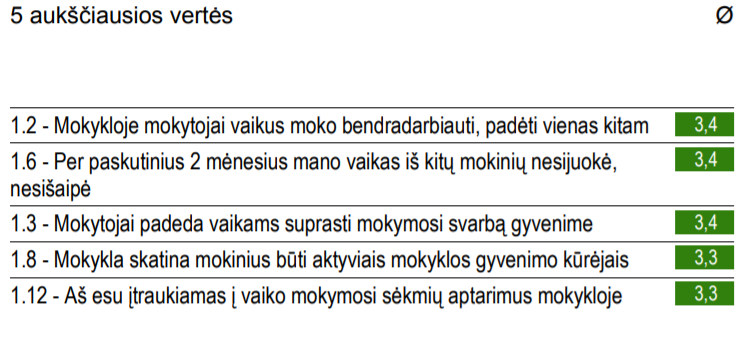 5 aukščiausios vertės Ø
1.2 - Mokykloje mokytojai vaikus moko bendradarbiauti, padėti vienas kitam 3,4
1.6 - Per paskutinius 2 mėnesius mano vaikas iš kitų mokinių nesijuokė, 3,4
nesišaipė
1.3 - Mokytojai padeda vaikams suprasti mokymosi svarbą gyvenime 3,4
1.8 - Mokykla skatina mokinius būti aktyviais mokyklos gyvenimo kūrėjais 3,3
1.12 - Aš esu įtraukiamas į vaiko mokymosi sėkmių aptarimus mokykloje 3,3